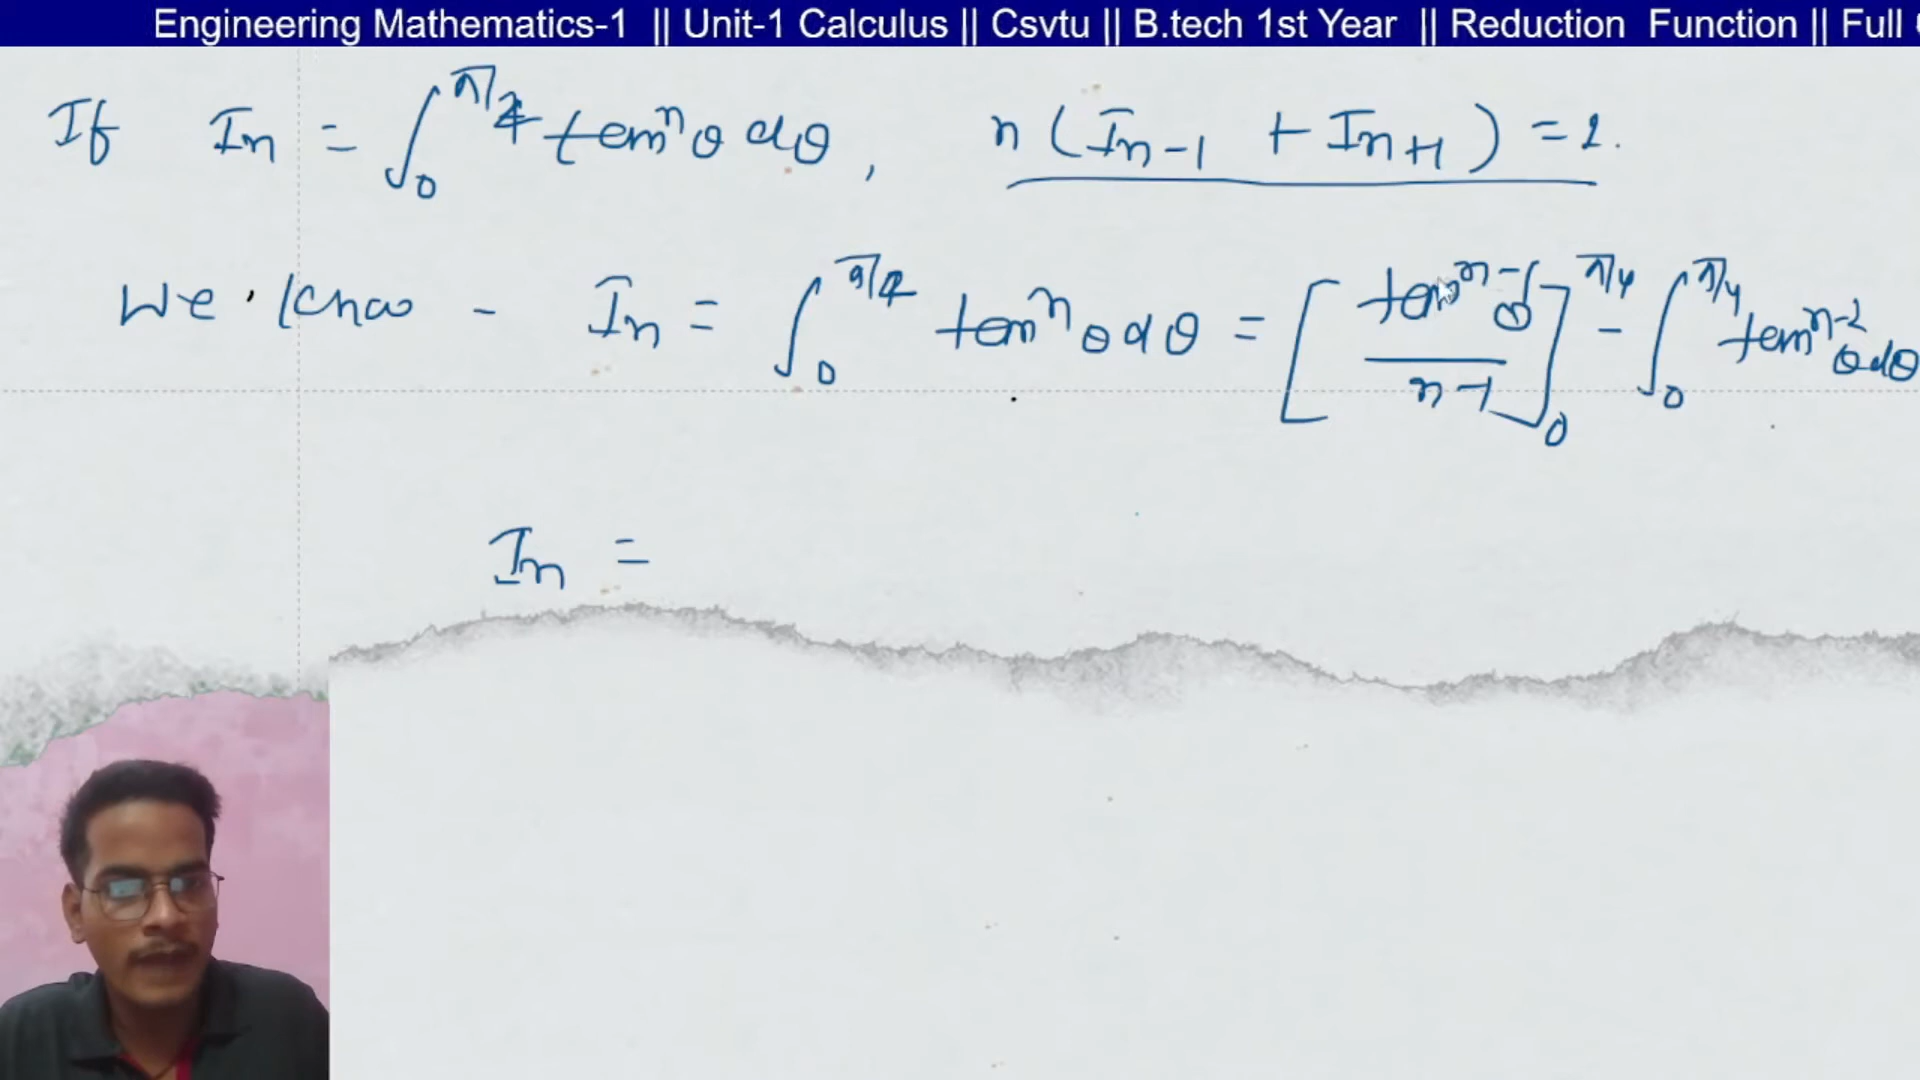 Engineering Mathematics-1 || Unit-1 Calculus || Csvtu || B.tech 1st Year || Reduction Function || Full
If In = ∫₀^π/4 tanⁿθ dθ, n(In-1 + In+1) = 1.
We know - In = ∫₀^π/4 tanⁿθ dθ = [tanⁿ⁻¹θ / n-1]₀^π/4 - ∫₀^π/4 tanⁿ⁻²θ dθ
In =